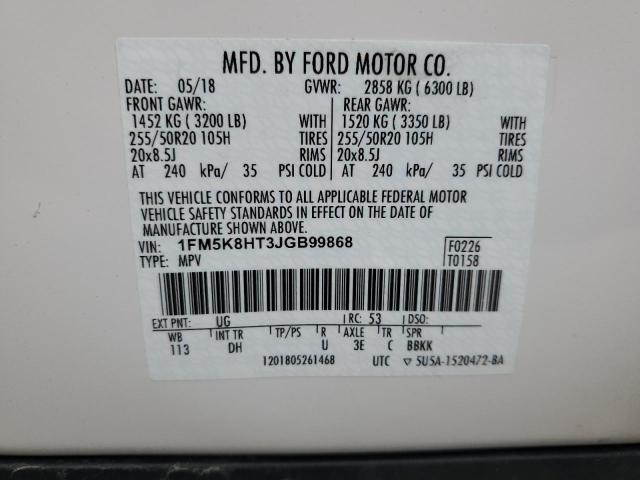 MFD. BY FORD MOTOR CO.
DATE: 05/18 GVWR: 2858 KG ( 6300 LB)
FRONT GAWR: REAR GAWR:
1452 KG ( 3200 LB) WITH 1520 KG ( 3350 LB) WITH
255/50R20 105H TIRES 255/50R20 105H TIRES
20x8.5J RIMS 20x8.5J RIMS
AT 240 kPa/ 35 PSI COLD AT 240 kPa/ 35 PSI COLD
THIS VEHICLE CONFORMS TO ALL APPLICABLE FEDERAL MOTOR
VEHICLE SAFETY STANDARDS IN EFFECT ON THE DATE OF
MANUFACTURE SHOWN ABOVE.
VIN: 1FM5K8HT3JGB99868 F0226
TYPE: MPV T0158
EXT PNT: UG RC: 53 DSO:
WB INT TR TP/PS R AXLE TR SPR
113 DH U 3E C BBKK
1201805261468 UTC ▽ 5USA-1520472-BA